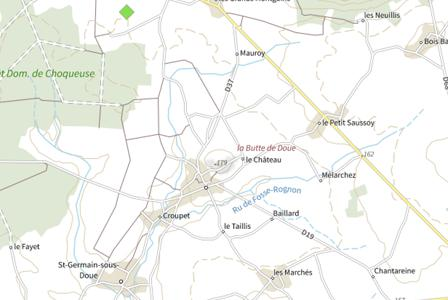 les Neuillis
Bois Ba
Mauroy
D37
Dom. de Choqueuse
le Petit Saussoy
la Butte de Doue
179
le Château
162
Mélarchez
Ru de Fosse-Rognon
Croupet
Baillard
le Taillis
D19
le Fayet
St-Germain-sous-
Doue
les Marchés
Chantareine